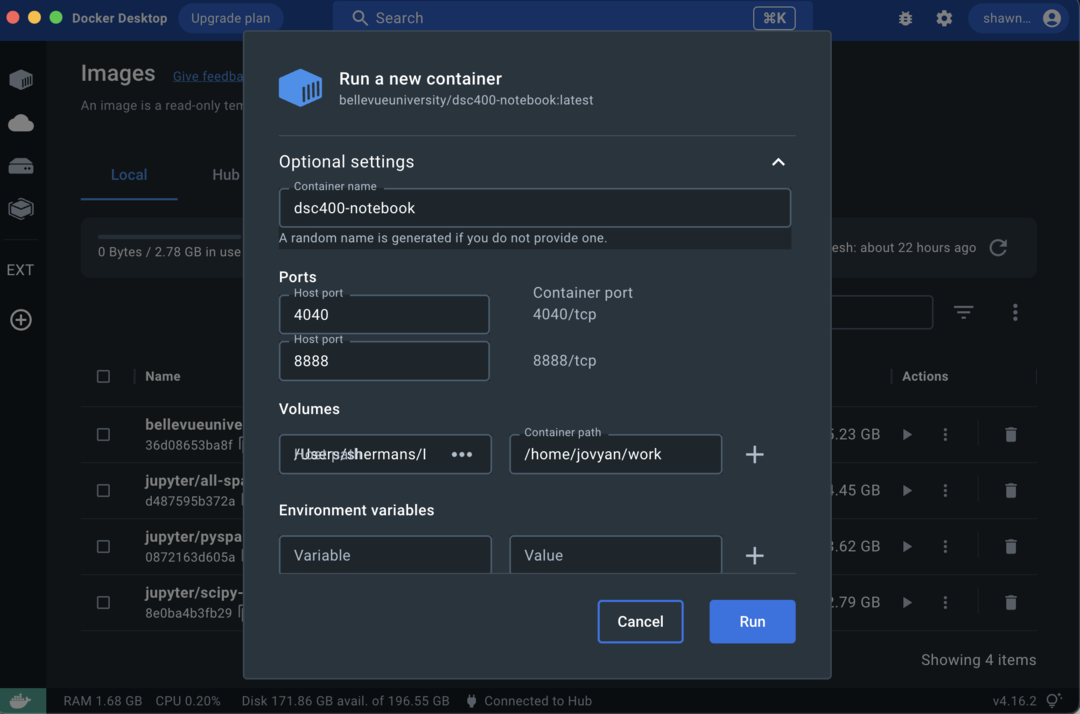 Docker Desktop
Upgrade plan
Search
⌘K
shawn...
Images
Give feedba
An image is a read-only tem
Local
Hub
0 Bytes / 2.78 GB in use
esh: about 22 hours ago
EXT
Name
Actions
bellevueunive
36d08653ba8f
5.23 GB
jupyter/all-spa
d487595b372a
.45 GB
jupyter/pyspa
0872163d605a
3.62 GB
jupyter/scipy-
8e0ba4b3fb29
2.79 GB
Showing 4 items
Run a new container
bellevueuniversity/dsc400-notebook:latest
Optional settings
Container name
dsc400-notebook
A random name is generated if you do not provide one.
Ports
Host port
4040
Container port
4040/tcp
Host port
8888
8888/tcp
Volumes
Container path
/home/jovyan/work
Environment variables
Variable
Value
Cancel
Run
RAM 1.68 GB CPU 0.20% Disk 171.86 GB avail. of 196.55 GB Connected to Hub
v4.16.2